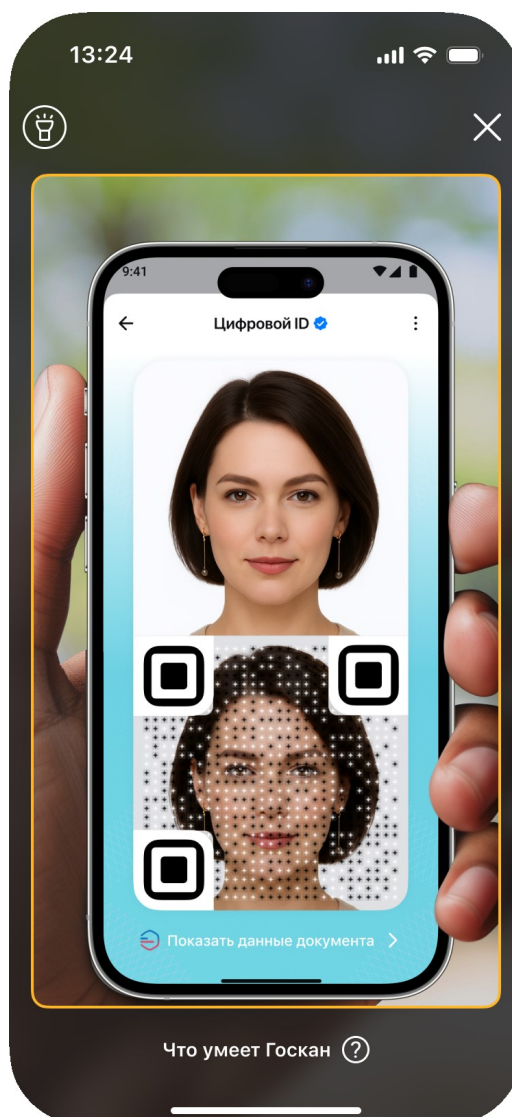 13:24
9:41
Цифровой ID
Показать данные документа
Что умеет Госкан